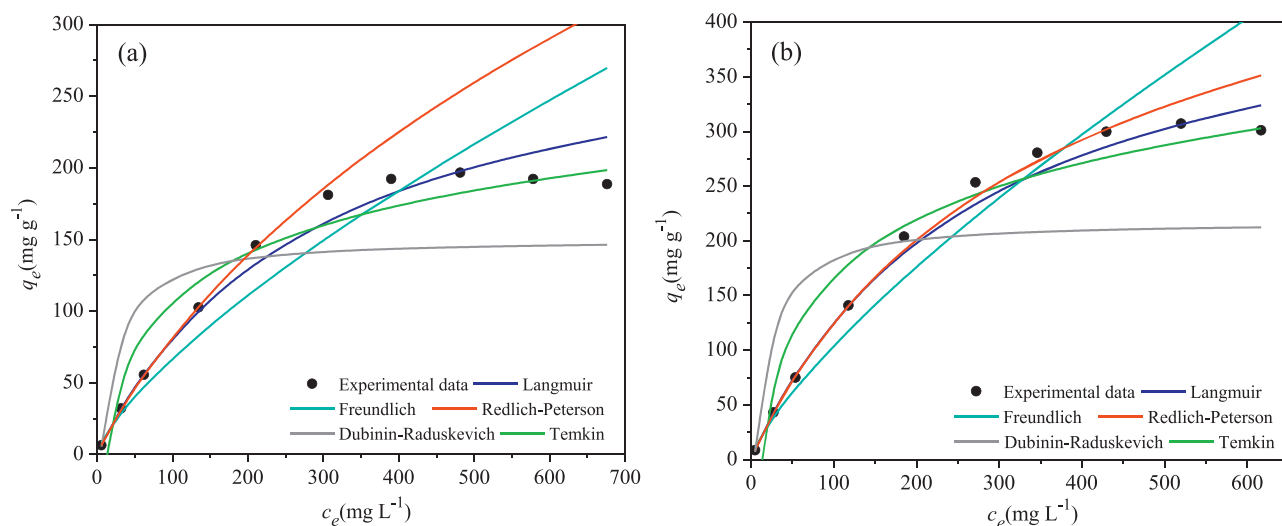 (a)
300
250
200
150
100
50
0
q_e(mg g^-1)
0 100 200 300 400 500 600 700
c_e(mg L^-1)
Experimental data Langmuir
Freundlich Redlich-Peterson
Dubinin-Raduskevich Temkin
(b)
400
350
300
250
200
150
100
50
0
q_e(mg g^-1)
0 100 200 300 400 500 600
c_e(mg L^-1)
Experimental data Langmuir
Freundlich Redlich-Peterson
Dubinin-Raduskevich Temkin